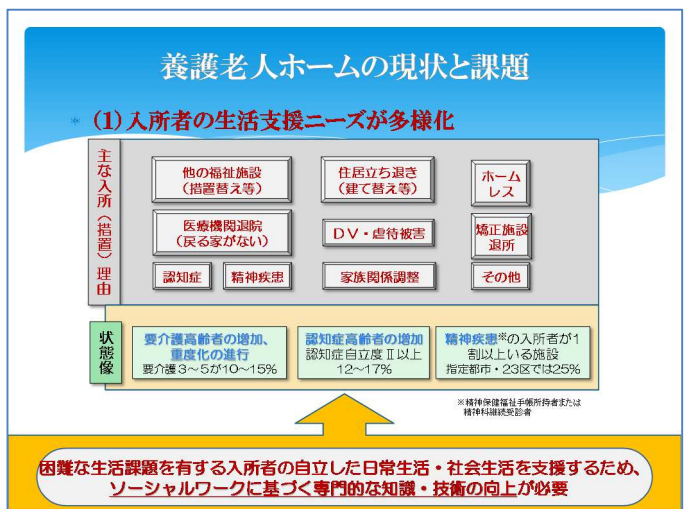 養護老人ホームの現状と課題
(1)入所者の生活支援ニーズが多様化
主な入所(措置)理由
他の福祉施設
(措置替え等)
住居立ち退き
(建て替え等)
ホーム
レス
医療機関退院
(戻る家がない)
DV・虐待被害
矯正施設
退所
認知症
精神疾患
家族関係調整
その他
状態像
要介護高齢者の増加、
重度化の進行
要介護3～5が10～15%
認知症高齢者の増加
認知症自立度Ⅱ以上
12～17%
精神疾患※の入所者が1
割以上いる施設
指定都市・23区では25%
※精神保健福祉手帳所持者または
精神科継続受診者
困難な生活課題を有する入所者の自立した日常生活・社会生活を支援するため、
ソーシャルワークに基づく専門的な知識・技術の向上が必要